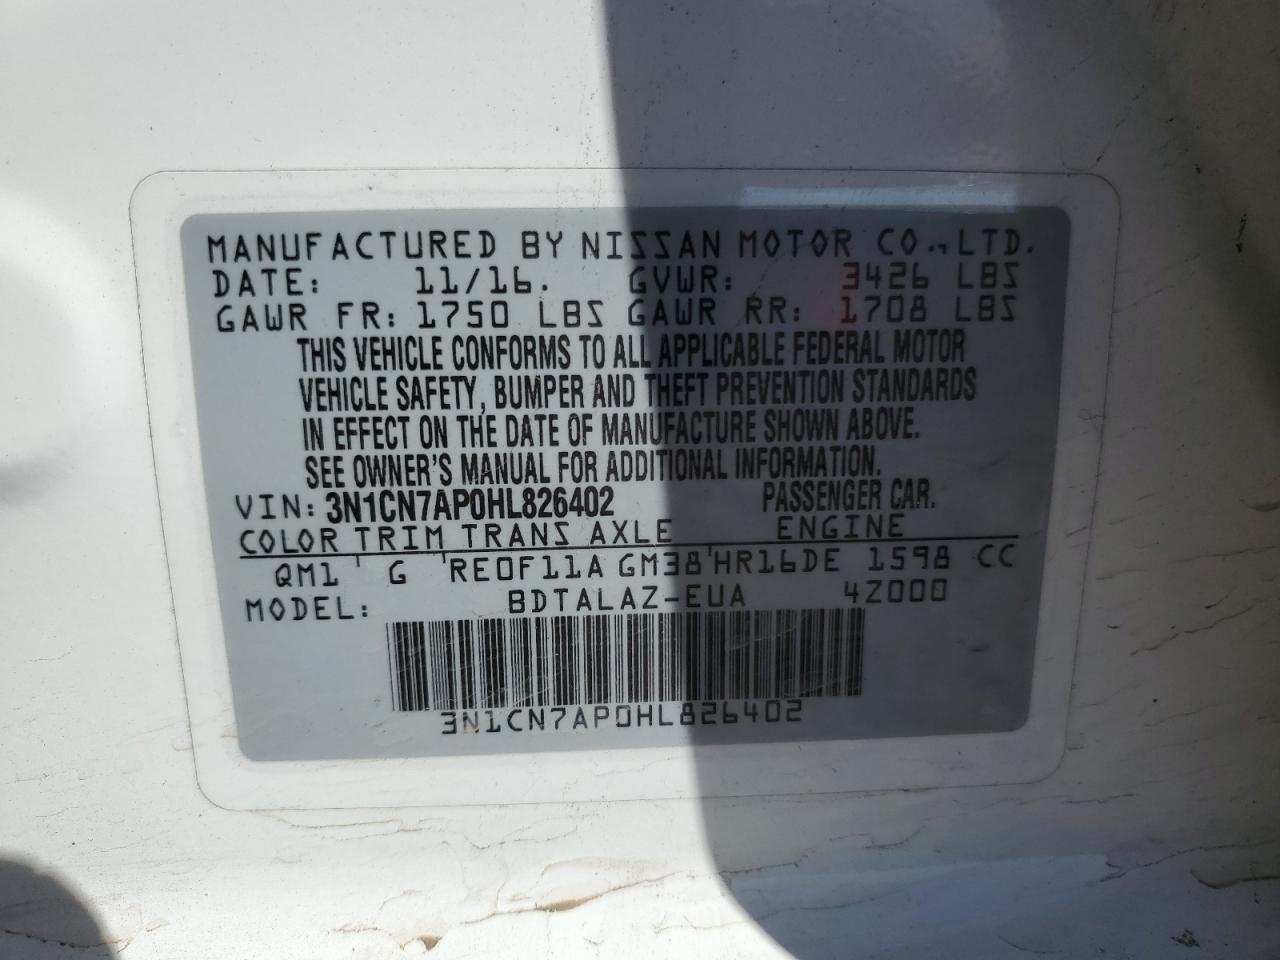 MANUFACTURED BY NISSAN MOTOR CO., LTD.
DATE: 11/16. GVWR: 3426 LBS
GAWR FR: 1750 LBS GAWR RR: 1708 LBS
THIS VEHICLE CONFORMS TO ALL APPLICABLE FEDERAL MOTOR
VEHICLE SAFETY, BUMPER AND THEFT PREVENTION STANDARDS
IN EFFECT ON THE DATE OF MANUFACTURE SHOWN ABOVE.
SEE OWNER'S MANUAL FOR ADDITIONAL INFORMATION.
VIN: 3N1CN7AP0HL826402 PASSENGER CAR.
COLOR TRIM TRANS AXLE ENGINE
QM1 ' G 'RE0F11A GM38'HR16DE 1598 CC
MODEL: BDTALAZ-EUA 4Z000
3N1CN7AP0HL826402